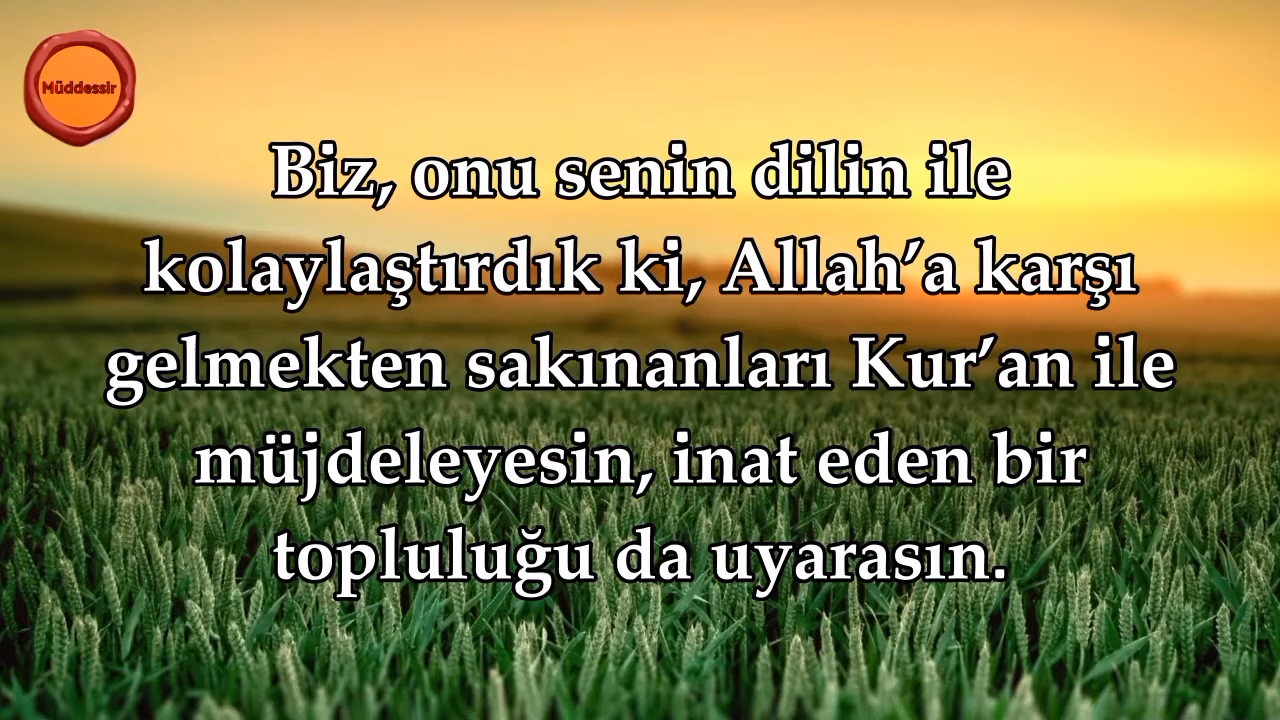 Müddessir
Biz, onu senin dilin ile
kolaylaştırdık ki, Allah’a karşı
gelmekten sakınanları Kur’an ile
müjdeleyesin, inat eden bir
topluluğu da uyarasın.